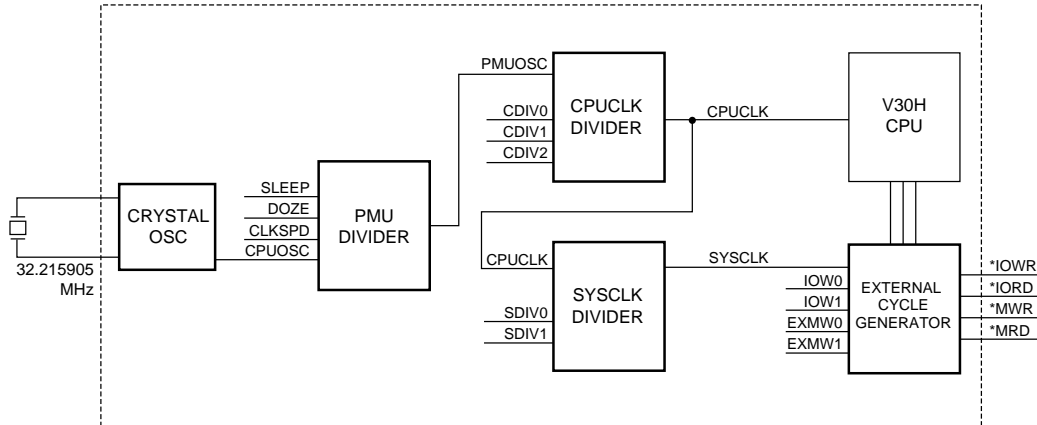 PMUOSC
CPUCLK
DIVIDER
CDIV0
CDIV1
CDIV2
CPUCLK
V30H
CPU
CRYSTAL
OSC
32.215905
MHz
SLEEP
DOZE
CLKSPD
CPUOSC
PMU
DIVIDER
CPUCLK
SYSCLK
DIVIDER
SDIV0
SDIV1
SYSCLK
IOW0
IOW1
EXMW0
EXMW1
EXTERNAL
CYCLE
GENERATOR
*IOWR
*IORD
*MWR
*MRD